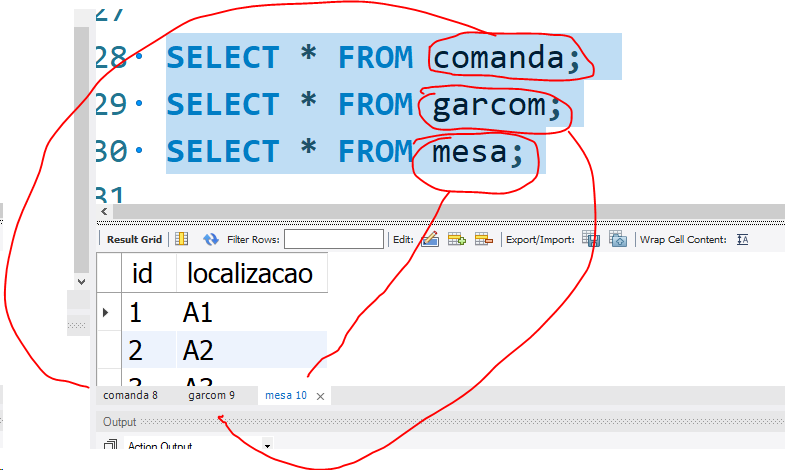 27
28 SELECT * FROM comanda;
29 SELECT * FROM garcom;
30 SELECT * FROM mesa;
31
Result Grid Filter Rows: Edit: Export/Import: Wrap Cell Content: IA
id localizacao
1 A1
2 A2
3 A3
comanda 8 garcom 9 mesa 10 ×
Output
Action Output